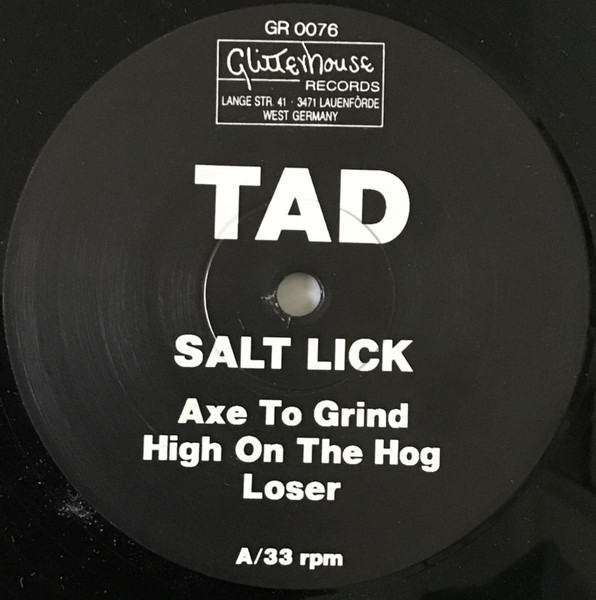 GR 0076
Glitterhouse
RECORDS
LANGE STR. 41 · 3471 LAUENFÖRDE
WEST GERMANY
TAD
SALT LICK
Axe To Grind
High On The Hog
Loser
A/33 rpm